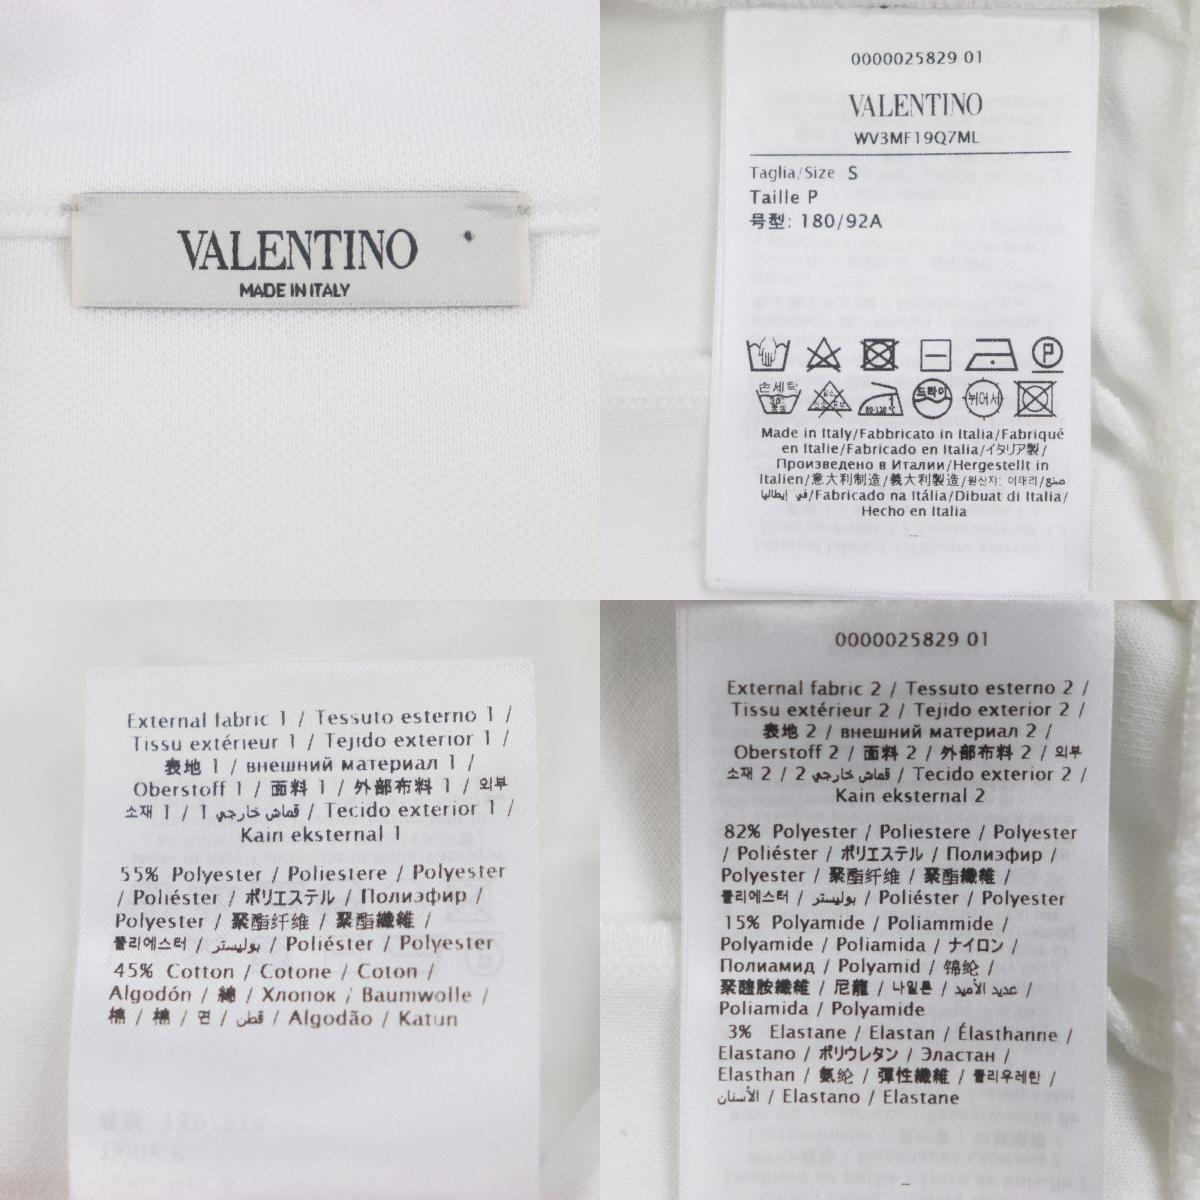 VALENTINO
MADE IN ITALY
0000025829 01
VALENTINO
WV3MF19Q7ML
Taglia/Size S
Taille P
号型: 180/92A
손세탁
30°
중성
80-120°C
드라이
뉘어서
Made in Italy/Fabbricato in Italia/Fabriqué
en Italie/Fabricado en Italia/イタリア製/
Произведено в Италии/Hergestellt in
Italien/意大利制造/義大利製造/원산지: 이태리/صنع
في إيطاليا/Fabricado na Itália/Dibuat di Italia/
Hecho en Italia
External fabric 1 / Tessuto esterno 1 /
Tissu extérieur 1 / Tejido exterior 1 /
表地 1 / внешний материал 1 /
Oberstoff 1 / 面料 1 / 外部布料 1 / 외부
소재 1 / 1 قماش خارجي / Tecido exterior 1 /
Kain eksternal 1
55% Polyester / Poliestere / Polyester
/ Poliéster / ポリエステル / Полиэфир /
Polyester / 聚酯纤维 / 聚酯纖維 /
폴리에스터 / بوليستر / Poliéster / Polyester
45% Cotton / Cotone / Coton /
Algodón / 綿 / Хлопок / Baumwolle /
棉 / 棉 / 면 / قطن / Algodão / Katun
0000025829 01
External fabric 2 / Tessuto esterno 2 /
Tissu extérieur 2 / Tejido exterior 2 /
表地 2 / внешний материал 2 /
Oberstoff 2 / 面料 2 / 外部布料 2 / 외부
소재 2 / 2 قماش خارجي / Tecido exterior 2 /
Kain eksternal 2
82% Polyester / Poliestere / Polyester
/ Poliéster / ポリエステル / Полиэфир /
Polyester / 聚酯纤维 / 聚酯纖維 /
폴리에스터 / بوليستر / Poliéster / Polyester
15% Polyamide / Poliammide /
Polyamide / Poliamida / ナイロン /
Полиамид / Polyamid / 锦纶 /
聚醯胺纖維 / 尼龍 / 나일론 / عديد الأميد /
Poliamida / Polyamide
3% Elastane / Elastan / Élasthanne /
Elastano / ポリウレタン / Эластан /
Elasthan / 氨纶 / 彈性纖維 / 폴리우레탄 /
الأسنان / Elastano / Elastane